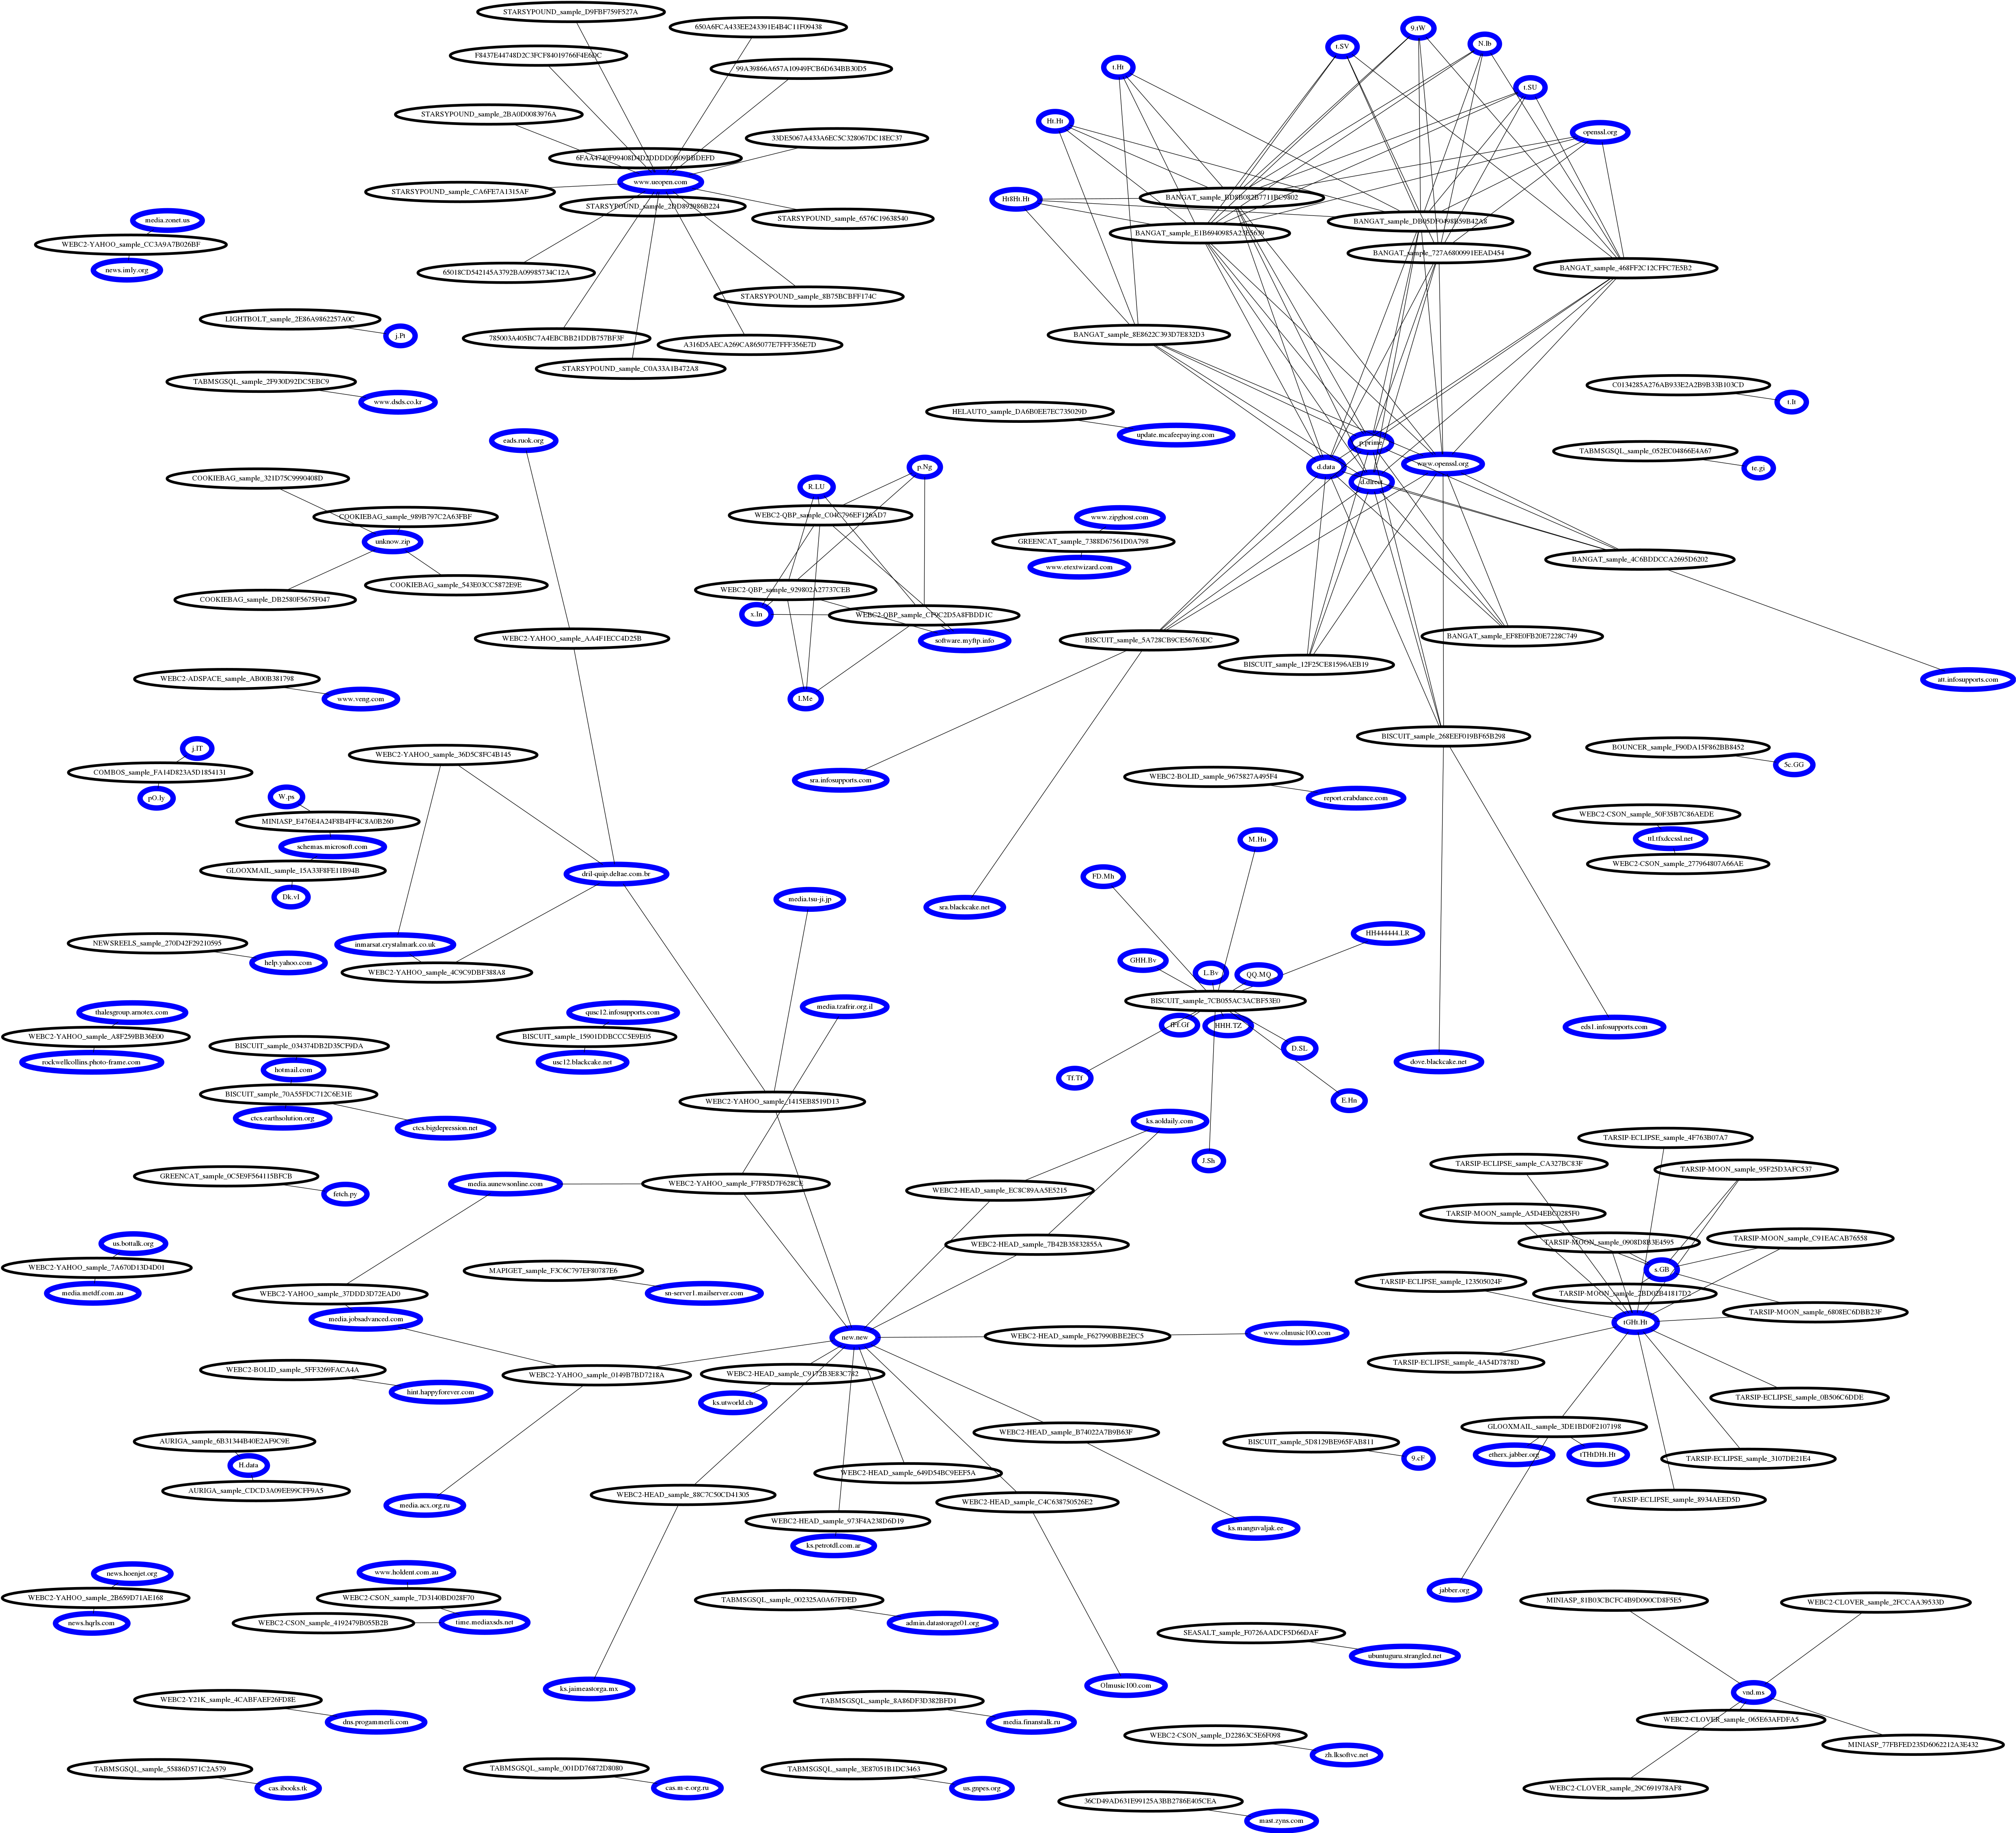 STARSYPOUND_sample_D9FBF759F527A
650A6FCA433EE243391E4B4C11F09438
F8437E44748D2C3FCF84019766F4E6DC
99A39866A657A10949FCB6D634BB30D5
STARSYPOUND_sample_2BA0D0083976A
33DE5067A433A6EC5C328067DC18EC37
6FAA4740F99408D4D2DDDD0B09BBDEFD
www.ueopen.com
STARSYPOUND_sample_CA6FE7A1315AF
STARSYPOUND_sample_2DD892986B224
STARSYPOUND_sample_6576C19638540
65018CD542145A3792BA09985734C12A
STARSYPOUND_sample_8B75BCBFF174C
785003A405BC7A4EBCBB21DDB757BF3F
A316D5AECA269CA865077E7FFF356E7D
STARSYPOUND_sample_C0A33A1B472A8
media.zonet.us
WEBC2-YAHOO_sample_CC3A9A7B026BF
news.imly.org
LIGHTBOLT_sample_2E86A9862257A0C
j.Pt
TABMSGSQL_sample_2F930D92DC5EBC9
www.dsds.co.kr
9.tW
t.SV
N.lb
t.Ht
t.SU
Ht.Ht
openssl.org
Ht8Ht.Ht
BANGAT_sample_BD8B082B7711BC9802
BANGAT_sample_DB05DF0498B59B42A8
BANGAT_sample_E1B6940985A23E5639
BANGAT_sample_727A6800991EEAD454
BANGAT_sample_468FF2C12CFFC7E5B2
BANGAT_sample_8E8622C393D7E832D3
C0134285A276AB933E2A2B9B33B103CD
t.It
HELAUTO_sample_DA6B0EE7EC735029D
update.mcafeepaying.com
p.prime
d.data
www.openssl.org
d.direct
TABMSGSQL_sample_052EC04866E4A67
te.gi
eads.ruok.org
COOKIEBAG_sample_321D75C9990408D
COOKIEBAG_sample_989B797C2A63FBF
unknow.zip
COOKIEBAG_sample_543E03CC5872E9E
COOKIEBAG_sample_DB2580F5675F047
p.Ng
R.LU
WEBC2-QBP_sample_C04C796EF126AD7
WEBC2-QBP_sample_929802A27737CEB
x.In
WEBC2-QBP_sample_CF9C2D5A8FBDD1C
software.myftp.info
l.Me
www.zipghost.com
GREENCAT_sample_7388D67561D0A798
www.etextwizard.com
BANGAT_sample_4C6BDDCCA2695D6202
BISCUIT_sample_5A728CB9CE56763DC
BANGAT_sample_EF8E0FB20E7228C749
BISCUIT_sample_12F25CE81596AEB19
att.infosupports.com
WEBC2-YAHOO_sample_AA4F1ECC4D25B
WEBC2-ADSPACE_sample_AB00B381798
www.veng.com
BISCUIT_sample_268EEF019BF65B298
sra.infosupports.com
WEBC2-BOLID_sample_9675827A495F4
report.crabdance.com
BOUNCER_sample_F90DA15F862BB8452
5c.GG
j.fT
COMBOS_sample_FA14D823A5D1854131
pO.ly
WEBC2-YAHOO_sample_36D5C8FC4B145
W.ps
MINIASP_E476E4A24F8B4FF4C8A0B260
schemas.microsoft.com
GLOOXMAIL_sample_15A33F8FE11B94B
Dk.vI
WEBC2-CSON_sample_50F35B7C86AEDE
ttl.tfxdccssl.net
WEBC2-CSON_sample_277964807A66AE
dril-quip.deltae.com.br
M.Hu
FD.Mh
media.tsu-ji.jp
sra.blackcake.net
HH444444.LR
NEWSREELS_sample_270D42F29210595
help.yahoo.com
inmarsat.crystalmark.co.uk
WEBC2-YAHOO_sample_4C9C9DBF388A8
GHH.Bv
L.Bv
QQ.MQ
BISCUIT_sample_7CB055AC3ACBF53E0
HHH.TZ
D.SL
Tf.Tf
E.Hn
J.Sh
thalesgroup.arnotex.com
WEBC2-YAHOO_sample_A8F259BB36E00
rockwellcollins.photo-frame.com
qusc12.infosupports.com
BISCUIT_sample_15901DDBCCC5E9E05
usc12.blackcake.net
media.tzafrir.org.il
eds1.infosupports.com
dove.blackcake.net
BISCUIT_sample_034374DB2D35CF9DA
hotmail.com
BISCUIT_sample_70A55FDC712C6E31E
ctcs.earthsolution.org
ctcs.bigdepression.net
WEBC2-YAHOO_sample_1415EB8519D13
ks.aoldaily.com
GREENCAT_sample_0C5E9F564115BFCB
fetch.py
media.aunewsonline.com
WEBC2-YAHOO_sample_F7F85D7F628CE
WEBC2-HEAD_sample_EC8C89AA5E5215
WEBC2-HEAD_sample_7B42B35832855A
TARSIP-ECLIPSE_sample_4F763B07A7
TARSIP-ECLIPSE_sample_CA327BC83F
TARSIP-MOON_sample_95F25D3AFC537
TARSIP-MOON_sample_A5D4EBC0285F0
TARSIP-MOON_sample_0908D8B3E4595
TARSIP-MOON_sample_C91EACAB76558
s.GB
TARSIP-ECLIPSE_sample_123505024F
TARSIP-MOON_sample_2BD02B41817D2
TARSIP-MOON_sample_6808EC6DBB23F
tGHt.Ht
TARSIP-ECLIPSE_sample_4A54D7878D
TARSIP-ECLIPSE_sample_0B506C6DDE
GLOOXMAIL_sample_3DE1BD0F2107198
etherx.jabber.org
tTHtDHt.Ht
TARSIP-ECLIPSE_sample_3107DE21E4
TARSIP-ECLIPSE_sample_8934AEED5D
jabber.org
us.bottalk.org
WEBC2-YAHOO_sample_7A670D13D4D01
media.metdf.com.au
MAPIGET_sample_F3C6C797EF80787E6
sn-server1.mailserver.com
WEBC2-YAHOO_sample_37DDD3D72EAD0
media.jobsadvanced.com
new.new
WEBC2-HEAD_sample_F627990BBE2EC5
www.olmusic100.com
WEBC2-BOLID_sample_5FF3269FACA4A
hint.happyforever.com
WEBC2-YAHOO_sample_0149B7BD7218A
WEBC2-HEAD_sample_C9172B3E83C782
ks.utworld.ch
WEBC2-HEAD_sample_B74022A7B9B63F
AURIGA_sample_6B31344B40E2AF9C9E
H.data
AURIGA_sample_CDCD3A09EE99CFF9A5
BISCUIT_sample_5D8129BE965FAB811
9.cF
WEBC2-HEAD_sample_649D54BC9EEF5A
WEBC2-HEAD_sample_88C7C50CD41305
WEBC2-HEAD_sample_C4C638750526E2
media.acx.org.ru
WEBC2-HEAD_sample_973F4A238D6D19
ks.petrotdl.com.ar
ks.manguvaljak.ee
news.hoenjet.org
WEBC2-YAHOO_sample_2B659D71AE168
news.hqrls.com
www.holdent.com.au
WEBC2-CSON_sample_7D3140BD028F70
WEBC2-CSON_sample_4192479B055B2B
time.mediaxsds.net
TABMSGSQL_sample_002325A0A67FDED
admin.datastorage01.org
SEASALT_sample_F0726AADCF5D66DAF
ubuntuguru.strangled.net
MINIASP_81B03CBCFC4B9D090CD8F5E5
WEBC2-CLOVER_sample_2FCCAA39533D
vnd.ms
WEBC2-CLOVER_sample_065E63AFDFA5
MINIASP_77FBFED235D6062212A3E432
WEBC2-CLOVER_sample_29C691978AF8
ks.jaimeastorga.mx
Olmusic100.com
WEBC2-Y21K_sample_4CABFAEF26FD8E
dns.progammerli.com
TABMSGSQL_sample_8A86DF3D382BFD1
media.finanstalk.ru
WEBC2-CSON_sample_D22863C5E6F098
zh.lksoftvc.net
TABMSGSQL_sample_55886D571C2A579
cas.ibooks.tk
TABMSGSQL_sample_001DD76872D8080
cas.m-e.org.ru
TABMSGSQL_sample_3E87051B1DC3463
us.gnpes.org
36CD49AD631E99125A3BB2786E405CEA
mast.zyns.com